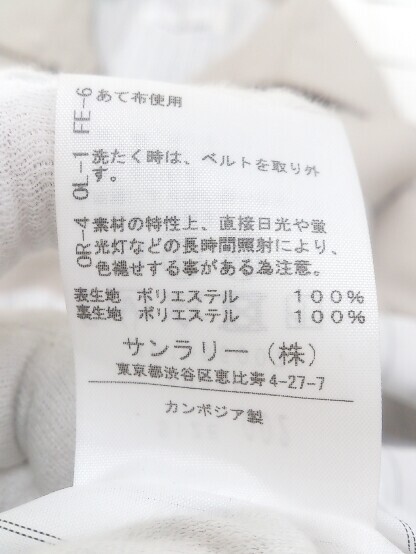 FE-6 あて布使用
OL-1 洗たく時は、ベルトを取り外
す。
OR-4 素材の特性上、直接日光や蛍
光灯などの長時間照射により、
色褪せする事がある為注意。
表生地 ポリエステル 100%
裏生地 ポリエステル 100%
サンラリー(株)
東京都渋谷区恵比寿4-27-7
カンボジア製